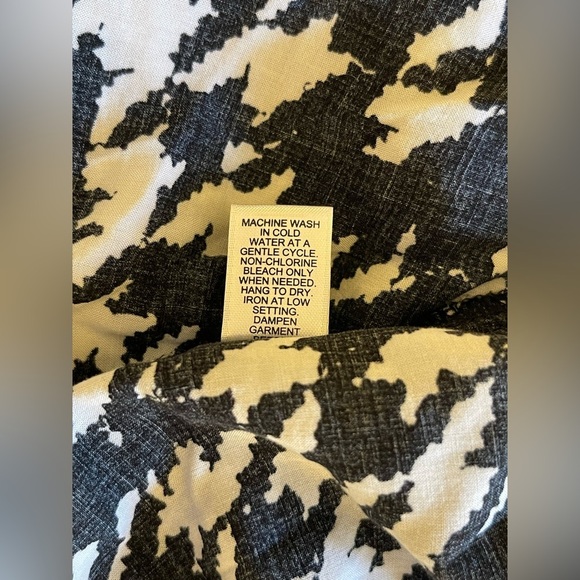 MACHINE WASH
IN COLD
WATER AT A
GENTLE CYCLE.
NON-CHLORINE
BLEACH ONLY
WHEN NEEDED.
HANG TO DRY.
IRON AT LOW
SETTING.
DAMPEN
GARMENT